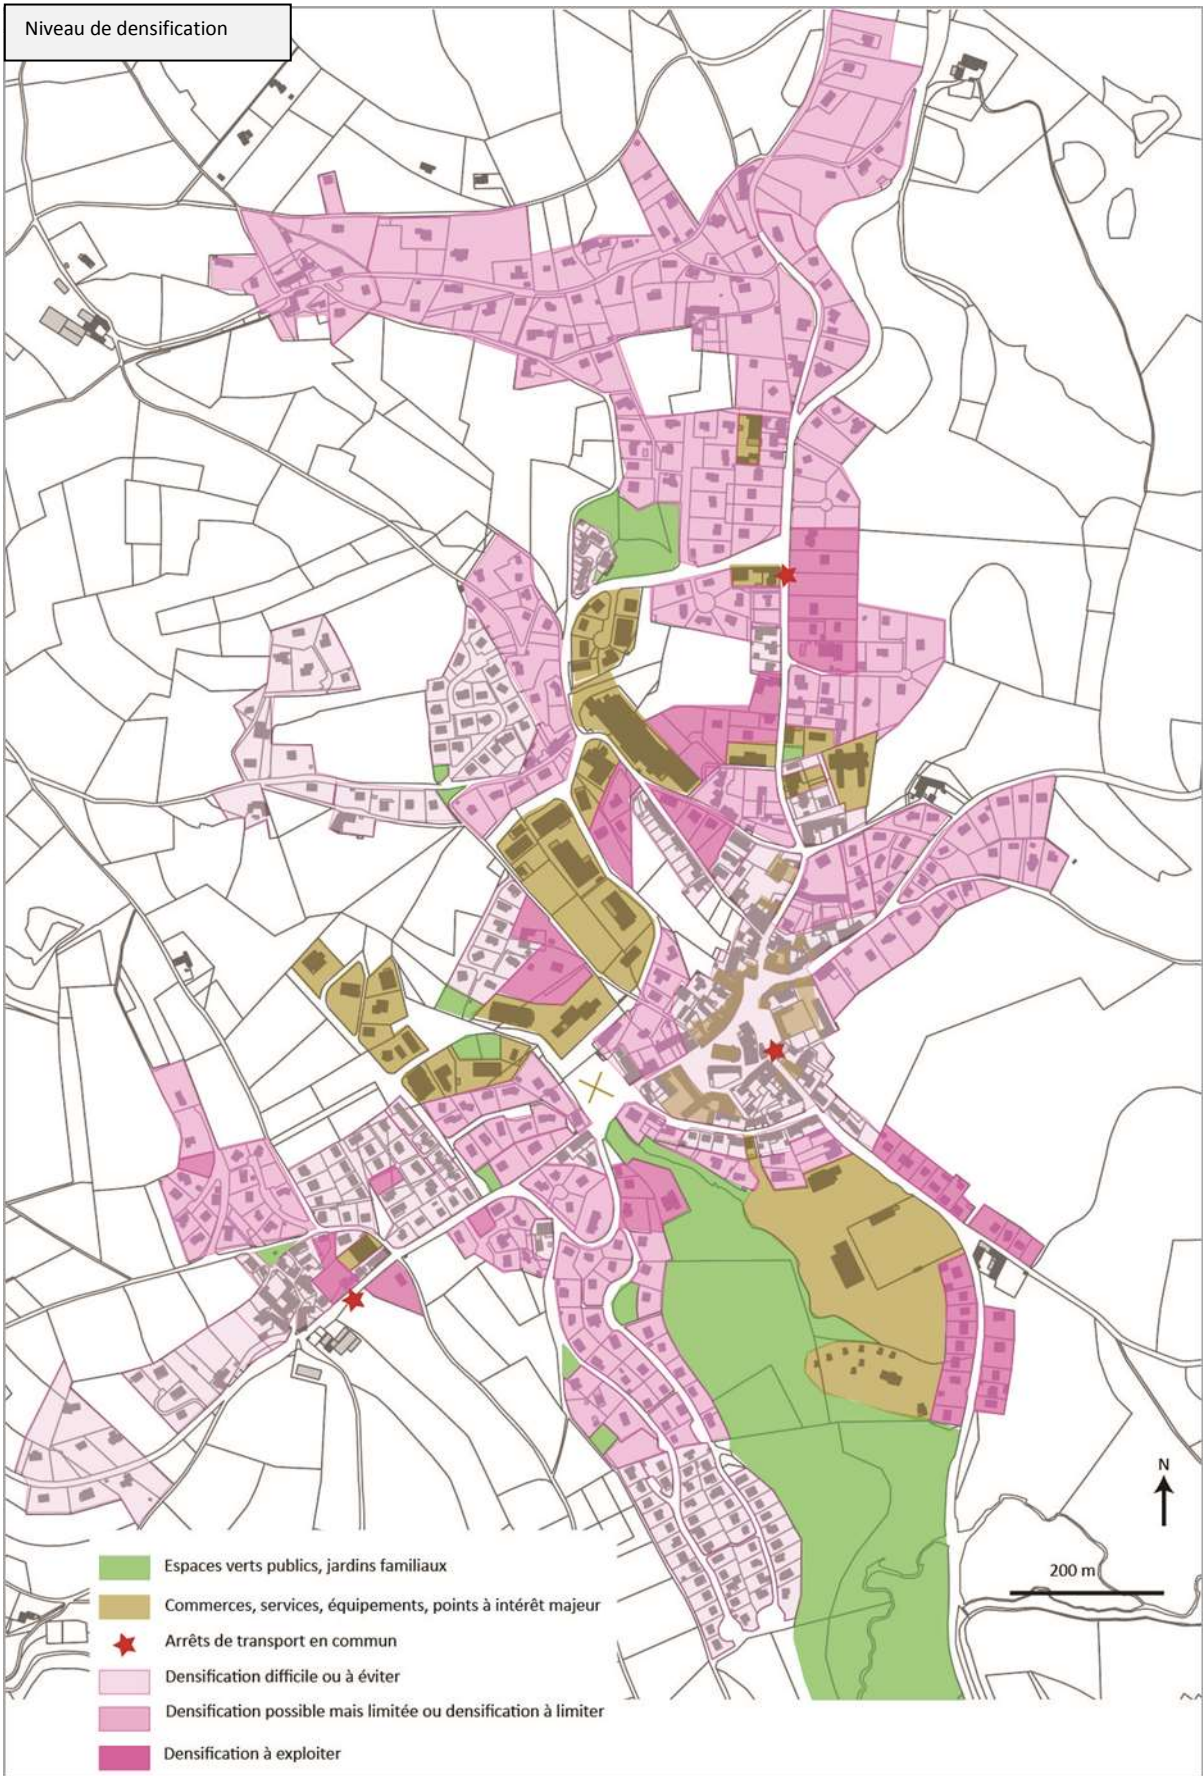 Niveau de densification
N
200 m
Espaces verts publics, jardins familiaux
Commerces, services, équipements, points à intérêt majeur
Arrêts de transport en commun
Densification difficile ou à éviter
Densification possible mais limitée ou densification à limiter
Densification à exploiter